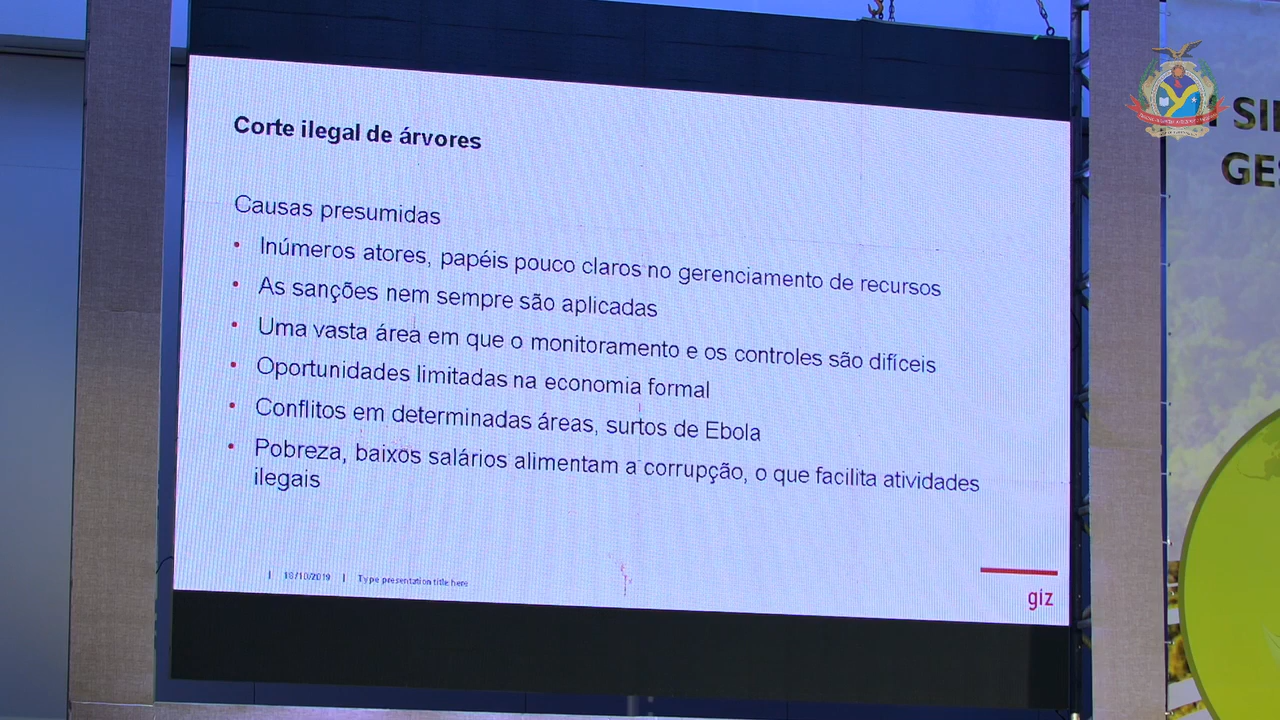 Corte ilegal de árvores
Causas presumidas
• Inúmeros atores, papéis pouco claros no gerenciamento de recursos
• As sanções nem sempre são aplicadas
• Uma vasta área em que o monitoramento e os controles são difíceis
• Oportunidades limitadas na economia formal
• Conflitos em determinadas áreas, surtos de Ebola
• Pobreza, baixos salários alimentam a corrupção, o que facilita atividades
ilegais
| 18/10/2019 | Type presentation title here
giz